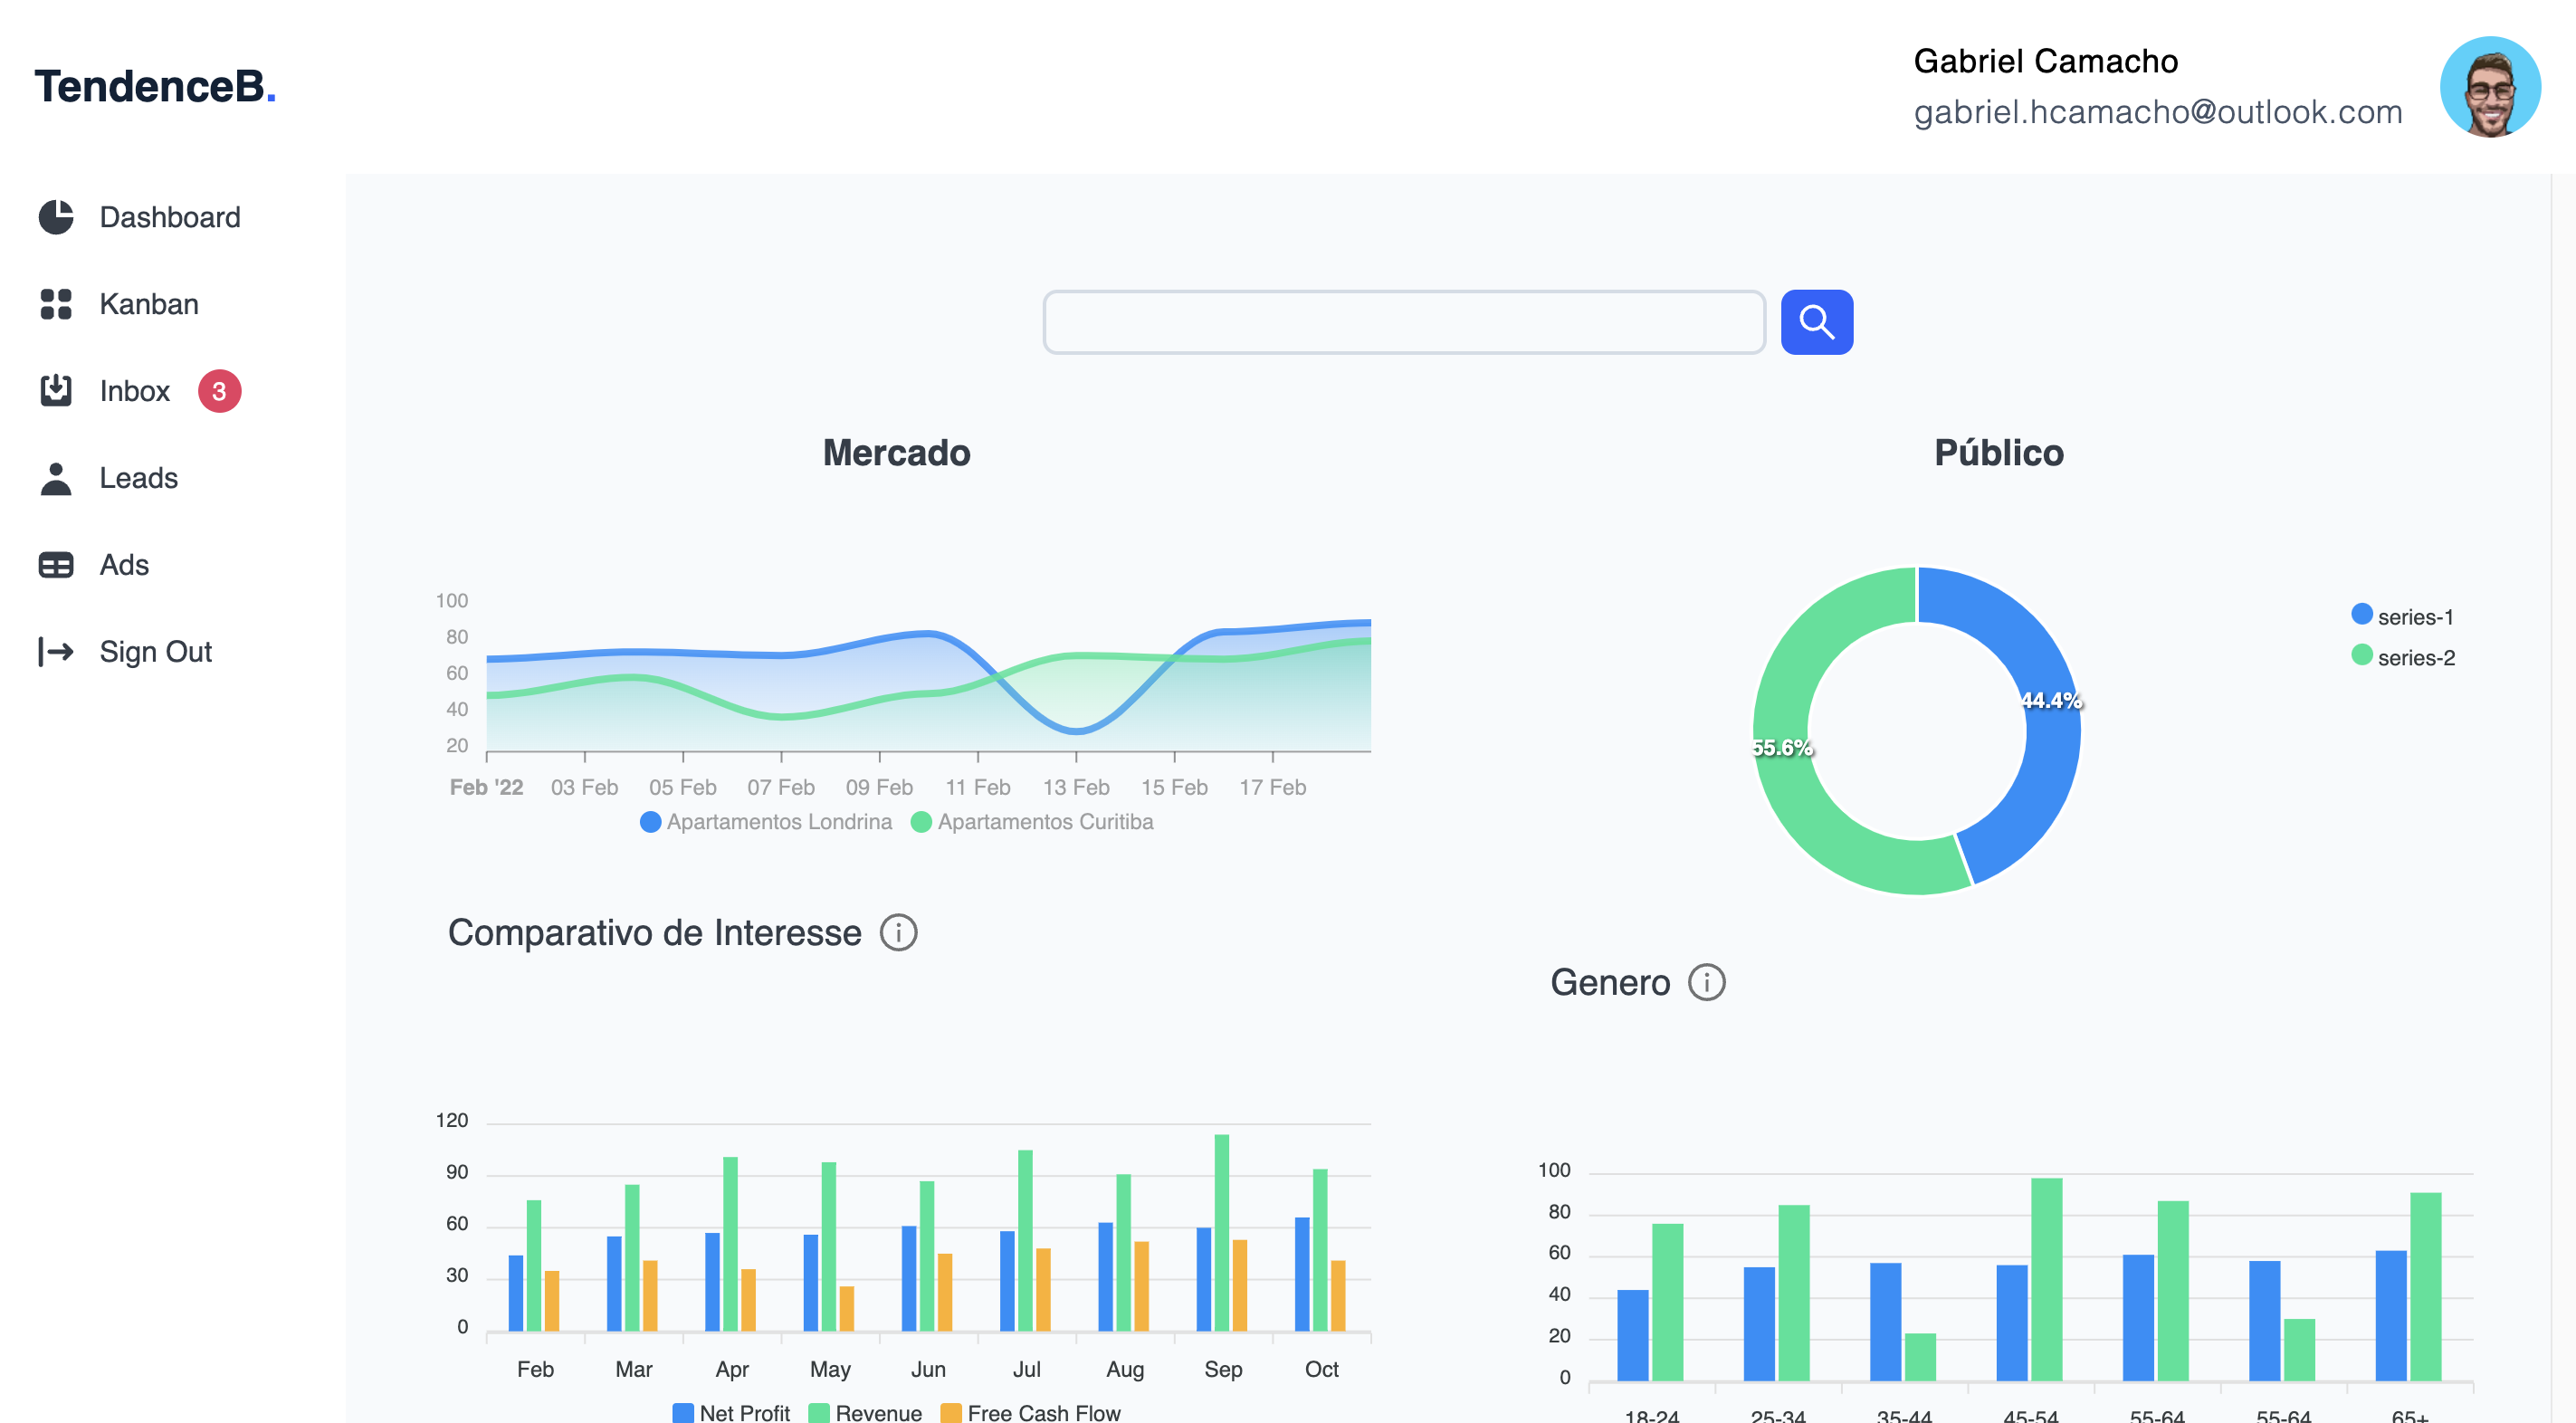 TendenceB.
Gabriel Camacho
gabriel.hcamacho@outlook.com
Dashboard
Kanban
Inbox 3
Leads
Ads
Sign Out
Mercado
100
80
60
40
20
Feb '22 03 Feb 05 Feb 07 Feb 09 Feb 11 Feb 13 Feb 15 Feb 17 Feb
Apartamentos Londrina Apartamentos Curitiba
Público
series-1
series-2
44.4%
55.6%
Comparativo de Interesse
120
90
60
30
0
Feb Mar Apr May Jun Jul Aug Sep Oct
Net Profit Revenue Free Cash Flow
Genero
100
80
60
40
20
0
18-24 25-34 35-44 45-54 55-64 55-64 65+